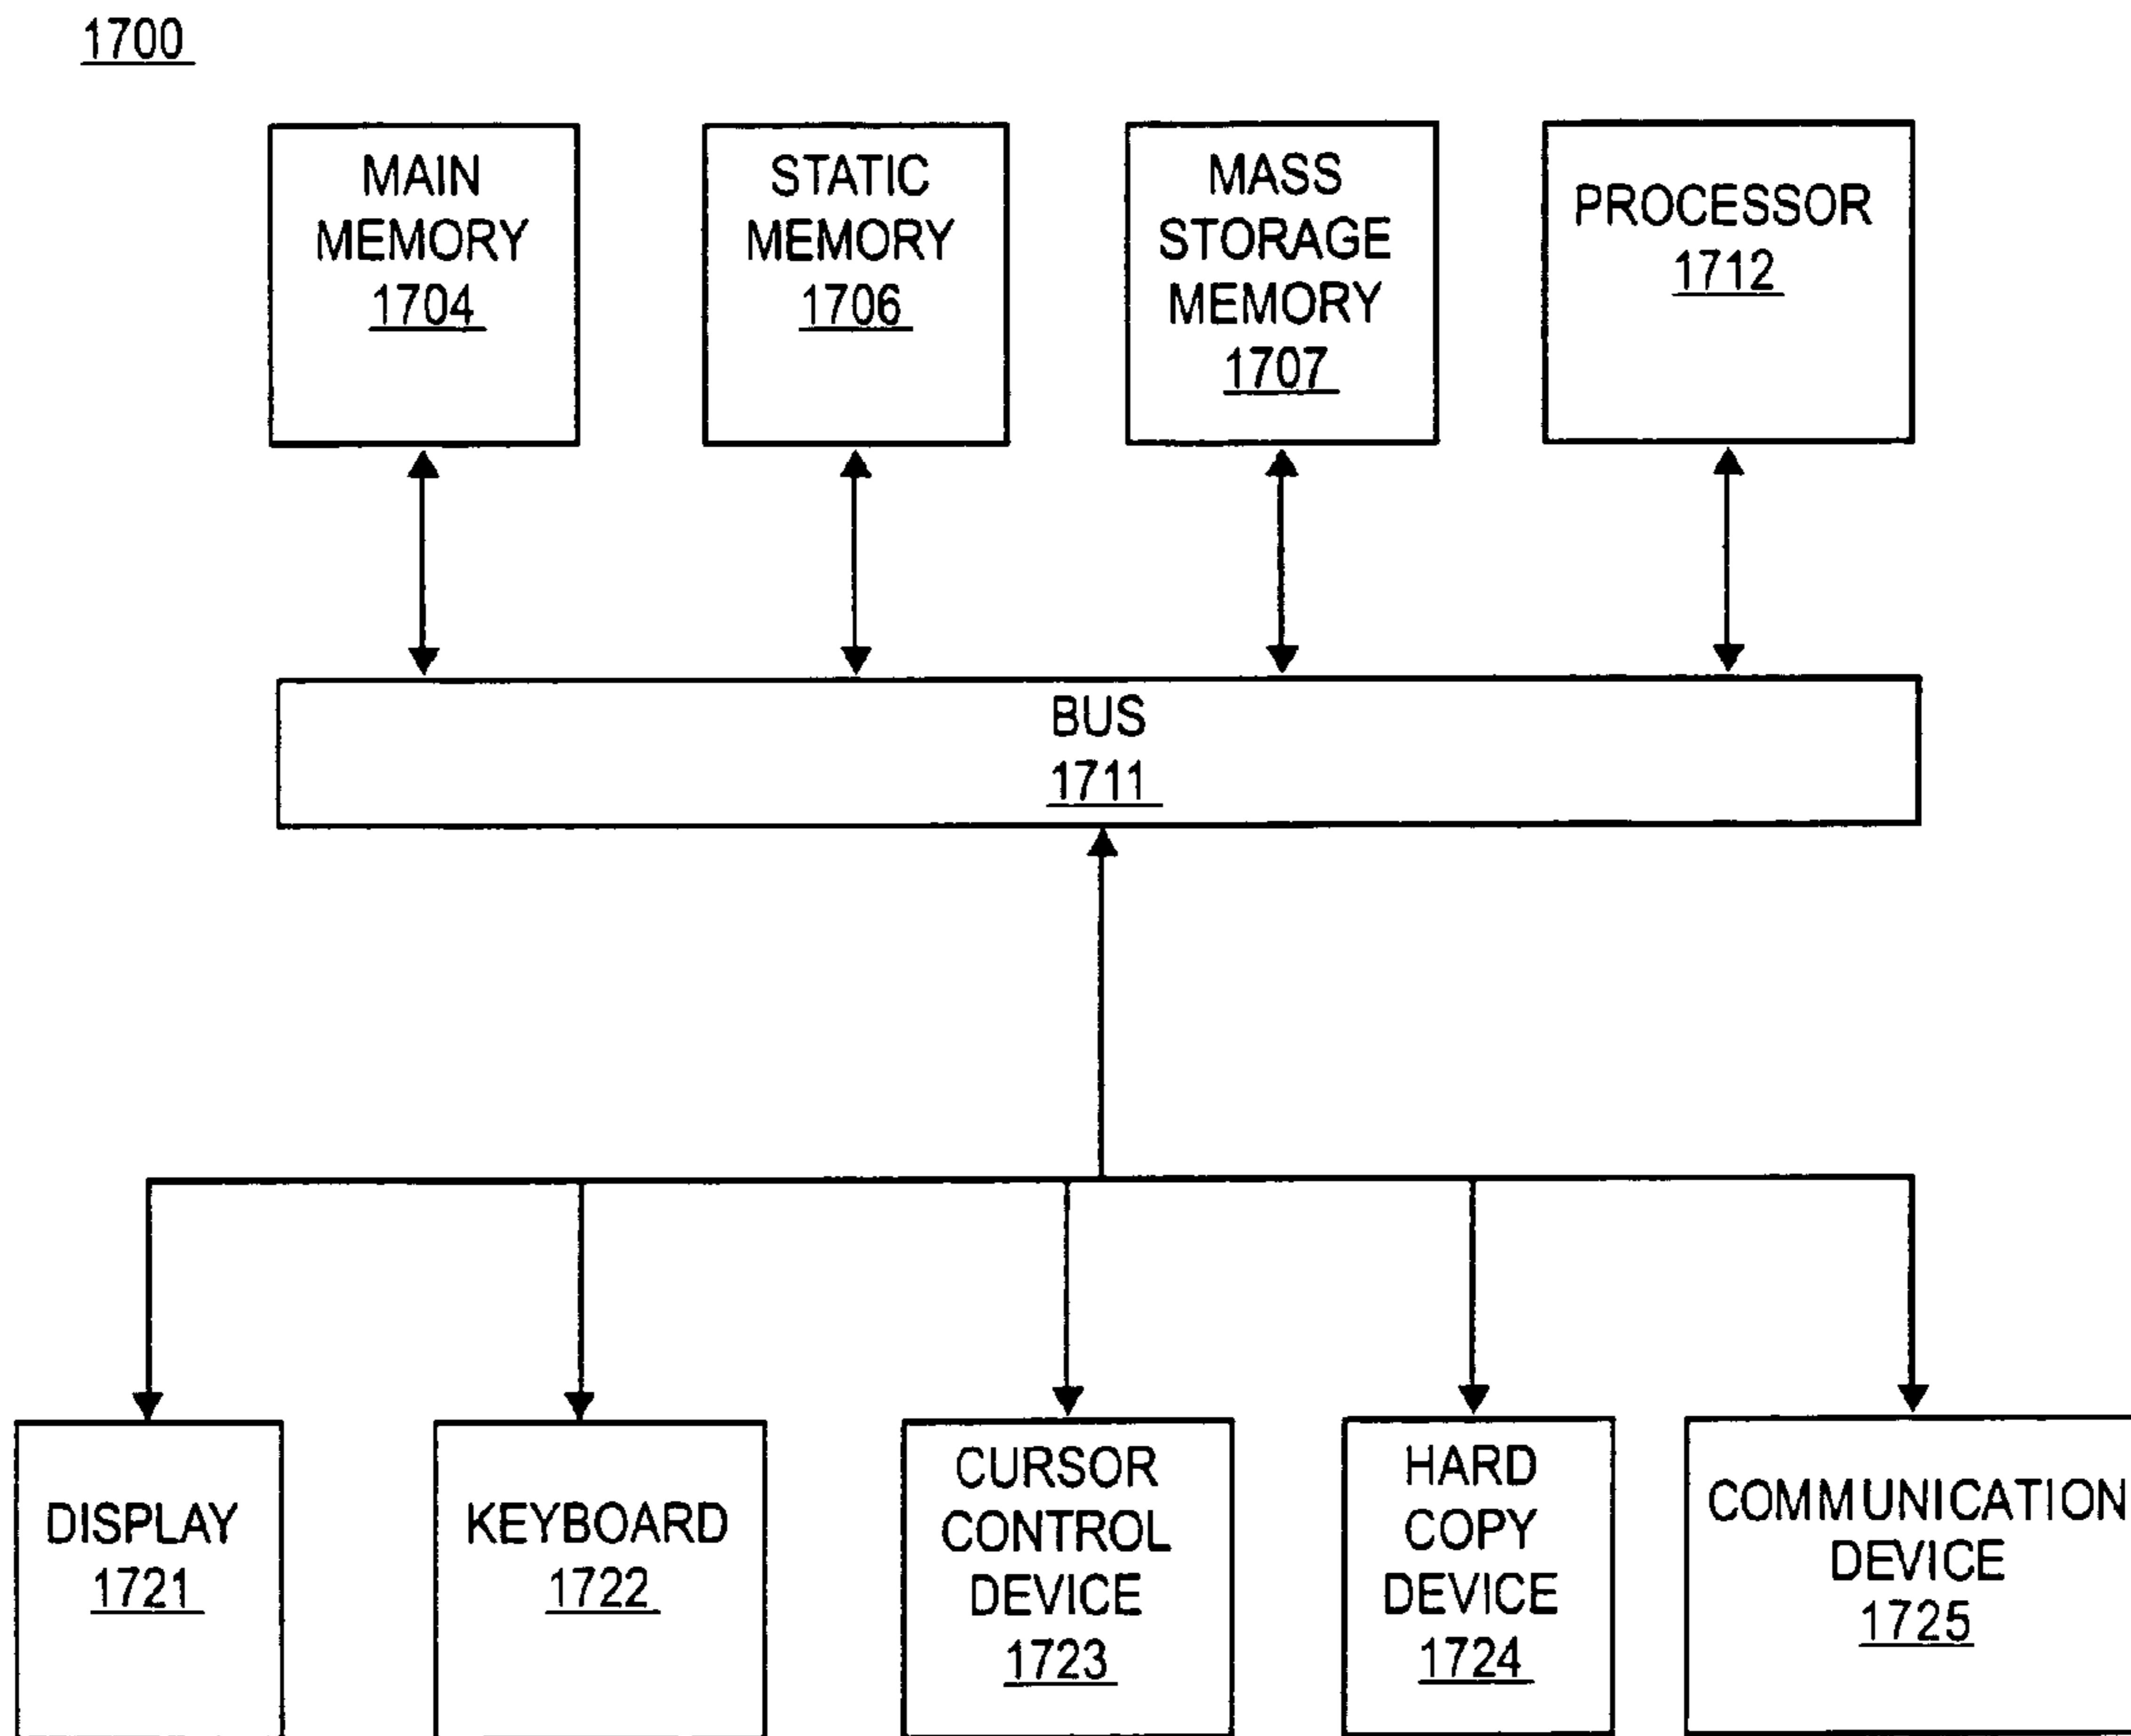 1700
MAIN
MEMORY
1704
STATIC
MEMORY
1706
MASS
STORAGE
MEMORY
1707
PROCESSOR
1712
BUS
1711
DISPLAY
1721
KEYBOARD
1722
CURSOR
CONTROL
DEVICE
1723
HARD
COPY
DEVICE
1724
COMMUNICATION
DEVICE
1725